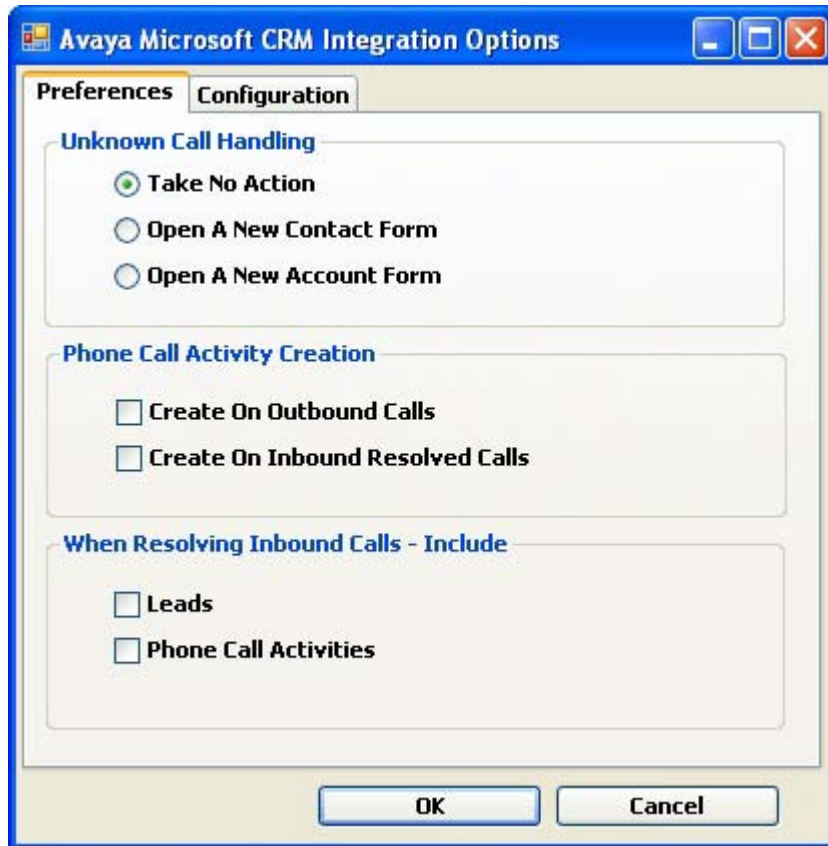 Avaya Microsoft CRM Integration Options
Preferences Configuration
Unknown Call Handling
Take No Action
Open A New Contact Form
Open A New Account Form
Phone Call Activity Creation
Create On Outbound Calls
Create On Inbound Resolved Calls
When Resolving Inbound Calls - Include
Leads
Phone Call Activities
OK Cancel